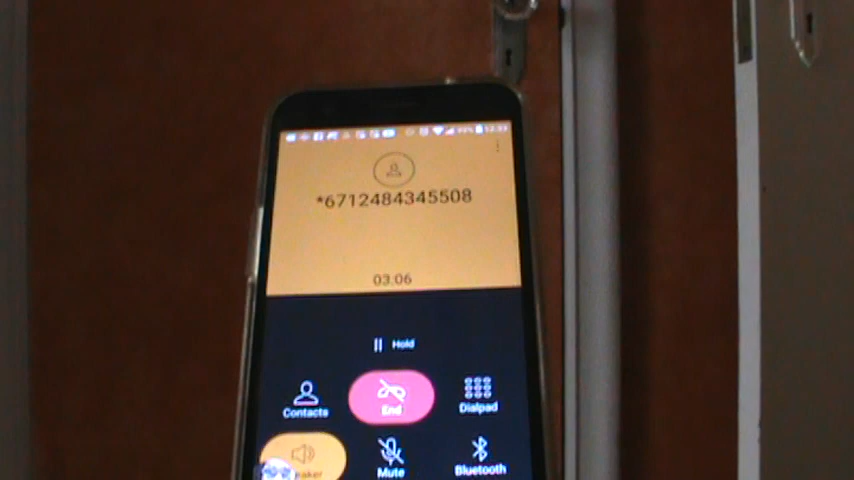 *6712484345508
03:06
Hold
Contacts
End
Dialpad
Mute
Bluetooth